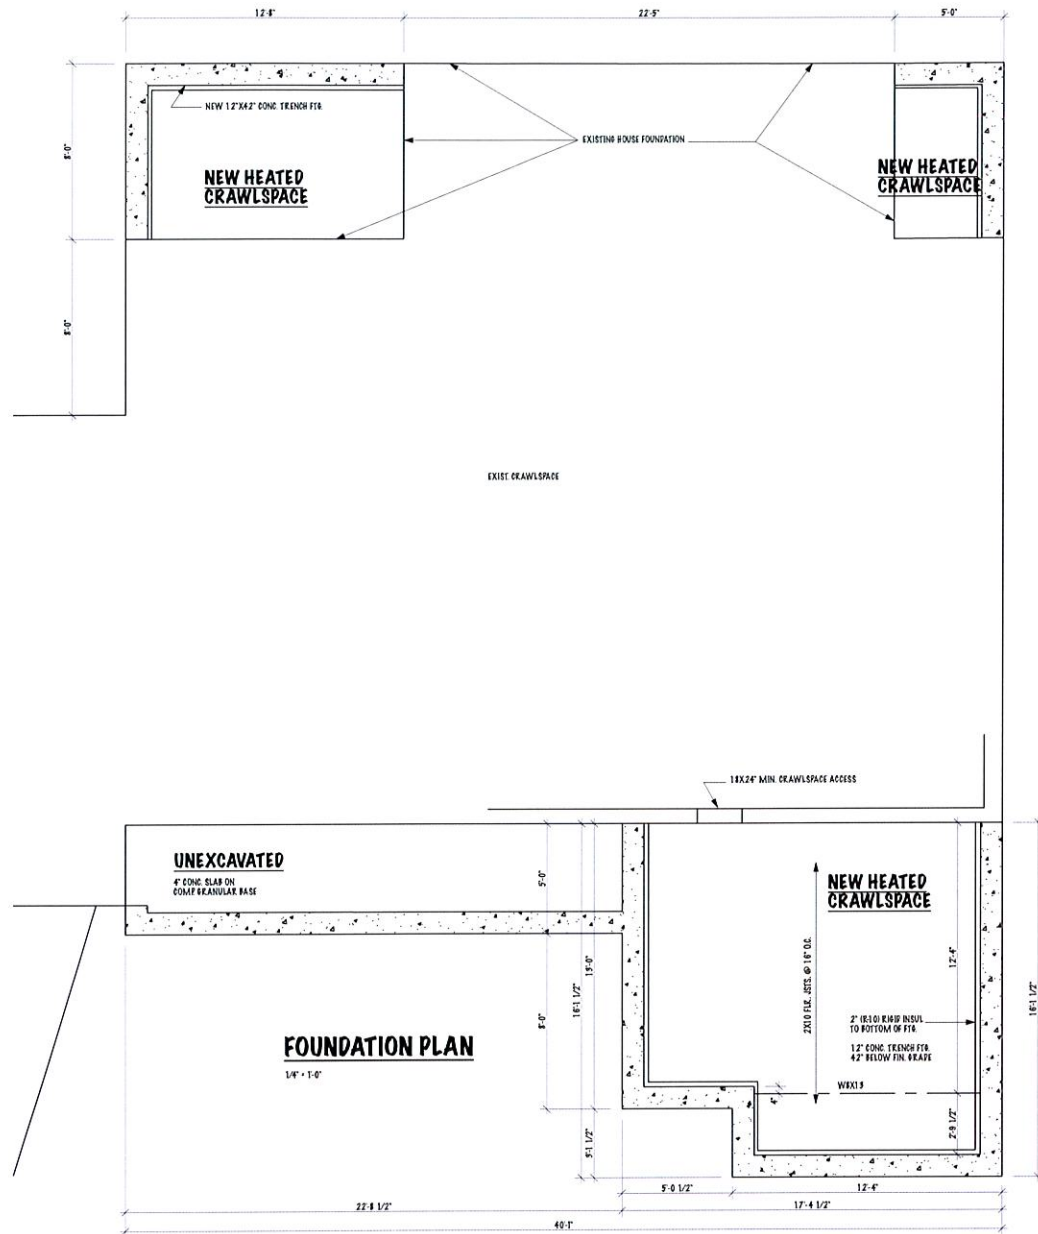 12'-8"
22'-5"
5'-0"
NEW 12"X42" CONC. TRENCH FTG.
EXISTING HOUSE FOUNDATION
8'-0"
NEW HEATED
CRAWLSPACE
NEW HEATED
CRAWLSPACE
8'-0"
EXIST. CRAWLSPACE
18X24" MIN. CRAWLSPACE ACCESS
UNEXCAVATED
4" CONC. SLAB ON
COMP GRANULAR BASE
5'-0"
NEW HEATED
CRAWLSPACE
2X10 FLR. JSTS. @ 16" O.C.
12'-4"
13'-0"
16'-1 1/2"
16'-1 1/2"
8'-0"
2" (R-10) RIGID INSUL
TO BOTTOM OF FTG.
12" CONC. TRENCH FTG.
42" BELOW FIN. GRADE
FOUNDATION PLAN
1/4" = 1'-0"
W8X13
4"
2'-9 1/2"
3'-1 1/2"
5'-0 1/2"
12'-4"
22'-8 1/2"
17'-4 1/2"
40'-1"